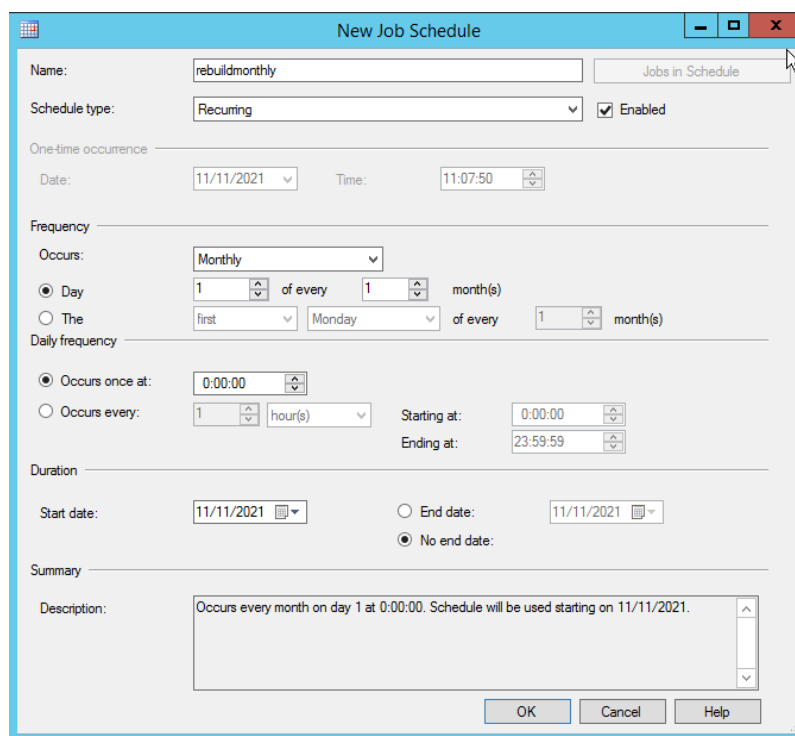 New Job Schedule
Name: rebuildmonthly Jobs in Schedule
Schedule type: Recurring Enabled
One-time occurrence
Date: 11/11/2021 Time: 11:07:50
Frequency
Occurs: Monthly
Day 1 of every 1 month(s)
The first Monday of every 1 month(s)
Daily frequency
Occurs once at: 0:00:00
Occurs every: 1 hour(s) Starting at: 0:00:00
Ending at: 23:59:59
Duration
Start date: 11/11/2021 End date: 11/11/2021
No end date:
Summary
Description: Occurs every month on day 1 at 0:00:00. Schedule will be used starting on 11/11/2021.
OK Cancel Help